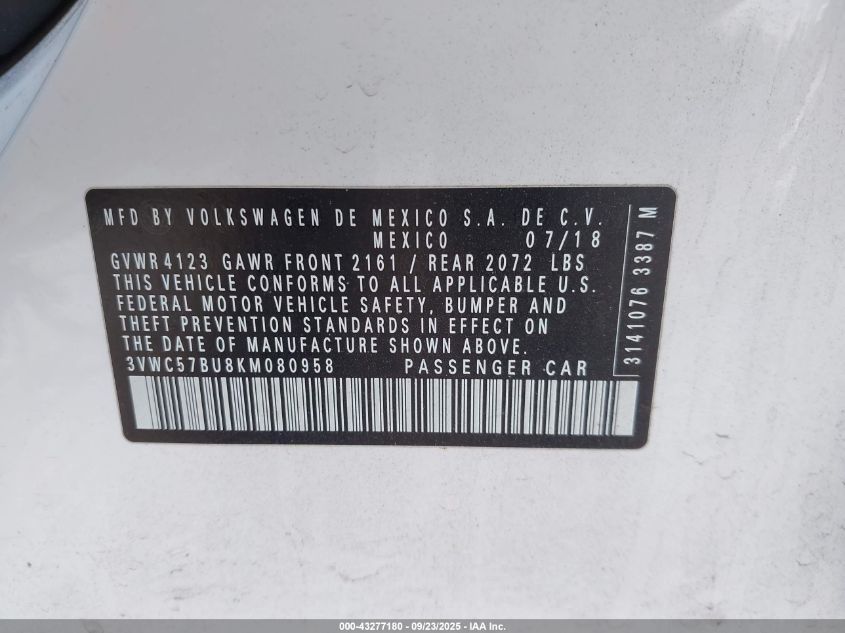 MFD BY VOLKSWAGEN DE MEXICO S.A. DE C.V.
MEXICO 07/18
GVWR 4123 GAWR FRONT 2161 / REAR 2072 LBS
THIS VEHICLE CONFORMS TO ALL APPLICABLE U.S.
FEDERAL MOTOR VEHICLE SAFETY, BUMPER AND
THEFT PREVENTION STANDARDS IN EFFECT ON
THE DATE OF MANUFACTURE SHOWN ABOVE.
3VWC57BU8KM080958 PASSENGER CAR
3141076 3387 M
000-43277180 - 09/23/2025 - IAA Inc.